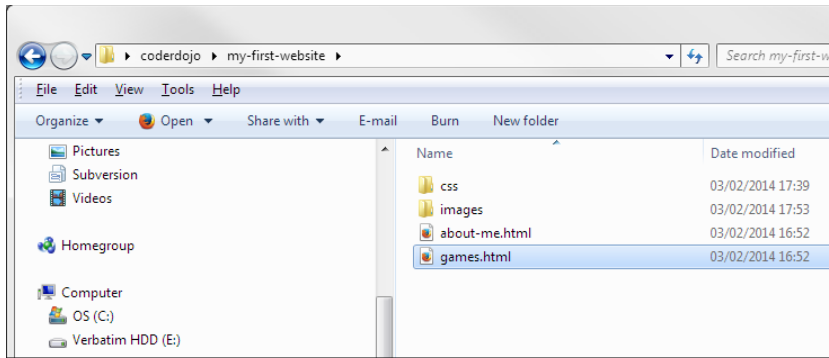 coderdojo my-first-website Search my-first-w
File Edit View Tools Help
Organize Open Share with E-mail Burn New folder
Pictures
Subversion
Videos
Homegroup
Computer
OS (C:)
Verbatim HDD (E:)
Name Date modified
css 03/02/2014 17:39
images 03/02/2014 17:53
about-me.html 03/02/2014 16:52
games.html 03/02/2014 16:52